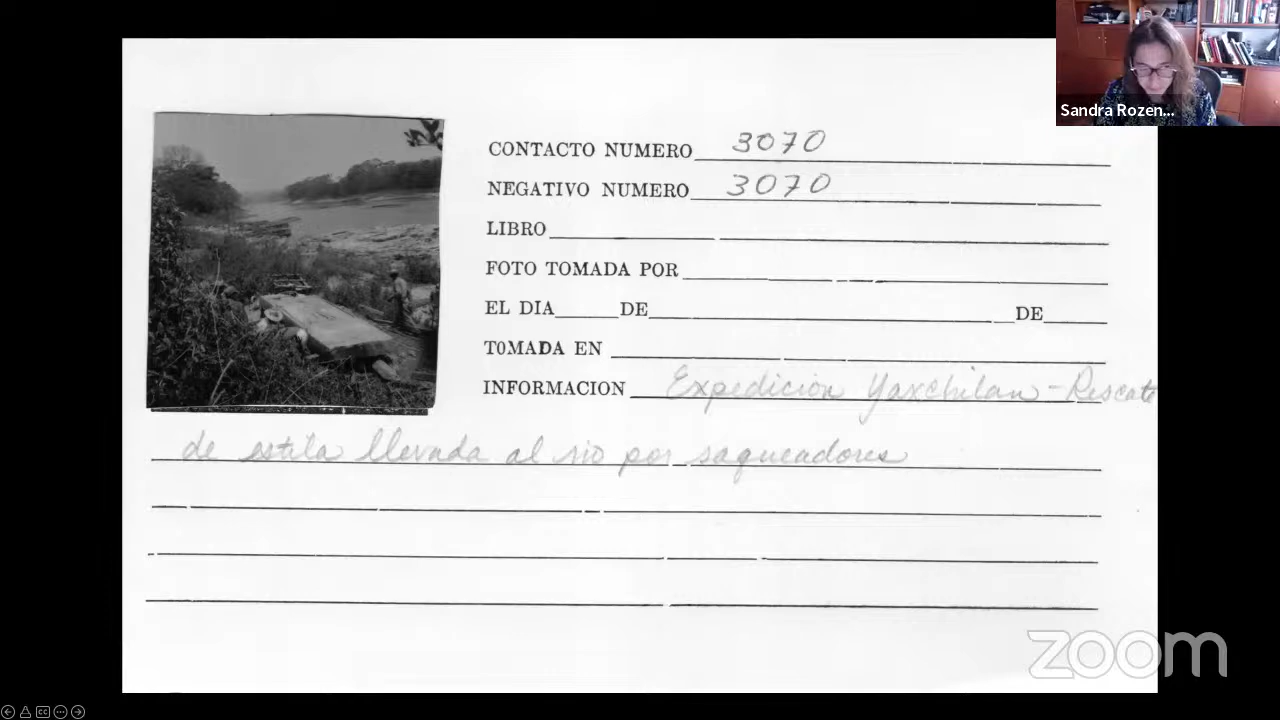 Sandra Rozen...
CONTACTO NUMERO 3070
NEGATIVO NUMERO 3070
LIBRO
FOTO TOMADA POR
EL DIA DE DE
TOMADA EN
INFORMACION Expedición Yaxchilan - Rescate
de estila llevada al rio por saqueadores
zoom